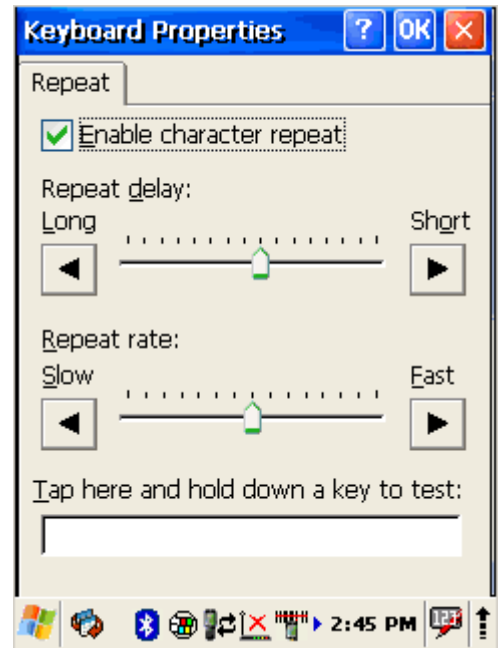 Keyboard Properties ? OK
Repeat
Enable character repeat
Repeat delay:
Long Short
Repeat rate:
Slow Fast
Tap here and hold down a key to test:
2:45 PM 123